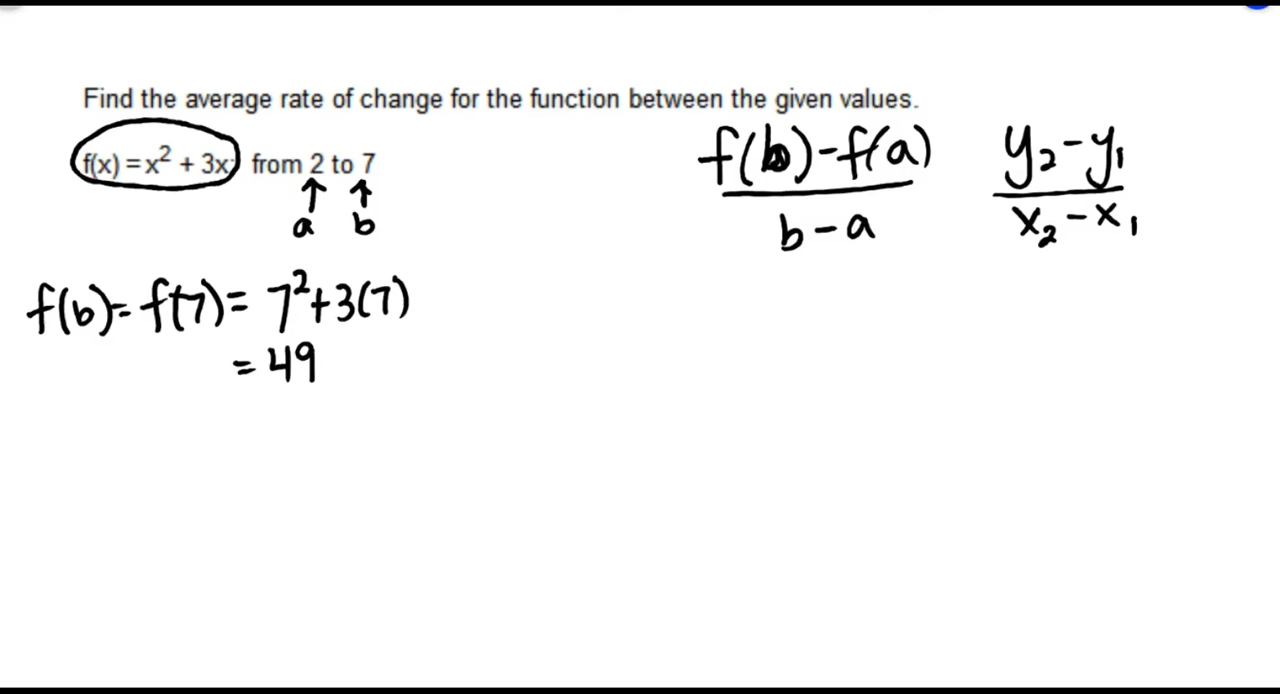 Find the average rate of change for the function between the given values.
f(x) = x² + 3x; from 2 to 7
a b
f(b) - f(a)
b - a
y₂ - y₁
x₂ - x₁
f(b) = f(7) = 7² + 3(7)
= 49